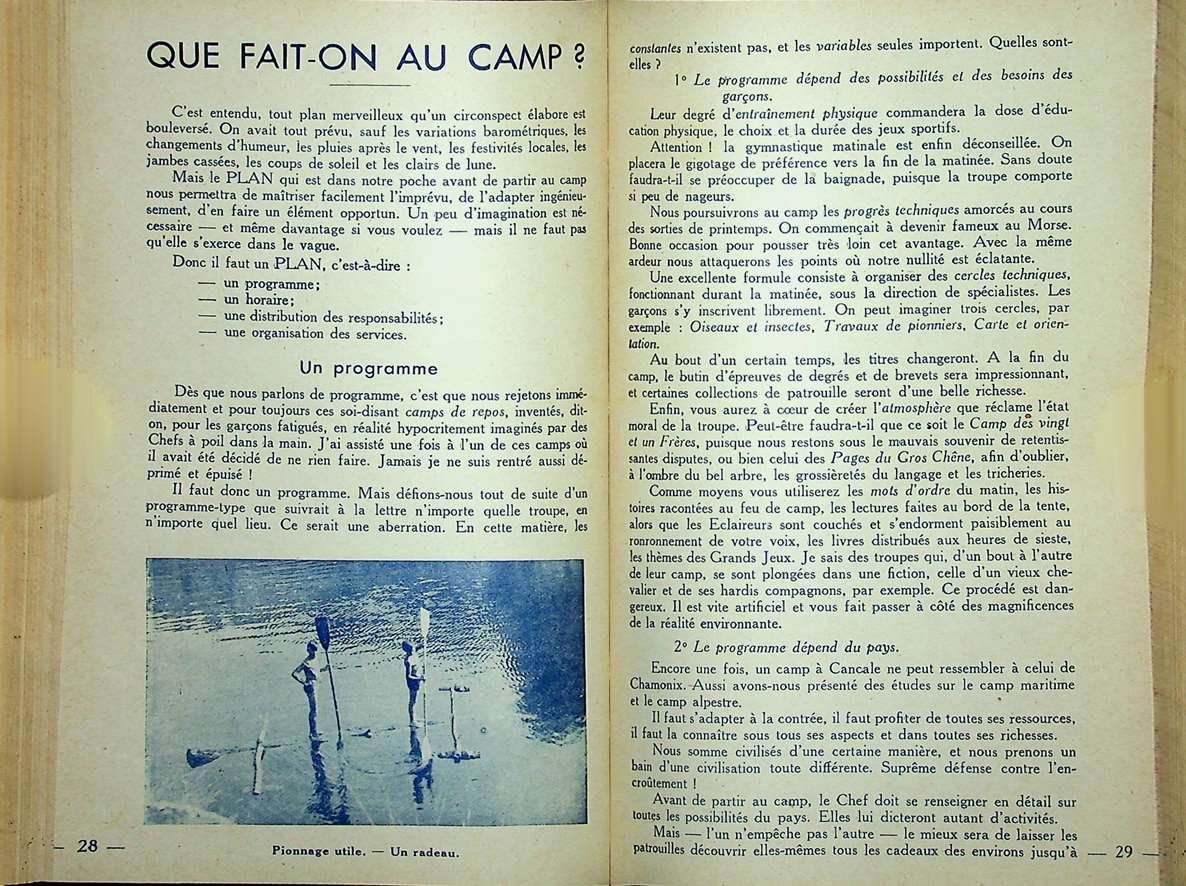 QUE FAIT-ON AU CAMP ?
C'est entendu, tout plan merveilleux qu'un circonspect élabore est
bouleversé. On avait tout prévu, sauf les variations barométriques, les
changements d'humeur, les pluies après le vent, les festivités locales, les
jambes cassées, les coups de soleil et les clairs de lune.
Mais le PLAN qui est dans notre poche avant de partir au camp
nous permettra de maîtriser facilement l'imprévu, de l'adapter ingénieu-
sement, d'en faire un élément opportun. Un peu d'imagination est né-
cessaire — et même davantage si vous voulez — mais il ne faut pas
qu'elle s'exerce dans le vague.
Donc il faut un PLAN, c'est-à-dire :
— un programme;
— un horaire;
— une distribution des responsabilités;
— une organisation des services.
Un programme
Dès que nous parlons de programme, c'est que nous rejetons immé-
diatement et pour toujours ces soi-disant camps de repos, inventés, dit-
on, pour les garçons fatigués, en réalité hypocritement imaginés par des
Chefs à poil dans la main. J'ai assisté une fois à l'un de ces camps où
il avait été décidé de ne rien faire. Jamais je ne suis rentré aussi dé-
primé et épuisé !
Il faut donc un programme. Mais défions-nous tout de suite d'un
programme-type que suivrait à la lettre n'importe quelle troupe, en
n'importe quel lieu. Ce serait une aberration. En cette matière, les
Pionnage utile. — Un radeau.
— 28 —
constantes n'existent pas, et les variables seules importent. Quelles sont-
elles ?
1° Le programme dépend des possibilités et des besoins des
garçons.
Leur degré d'entraînement physique commandera la dose d'édu-
cation physique, le choix et la durée des jeux sportifs.
Attention ! la gymnastique matinale est enfin déconseillée. On
placera le gigotage de préférence vers la fin de la matinée. Sans doute
faudra-t-il se préoccuper de la baignade, puisque la troupe comporte
si peu de nageurs.
Nous poursuivrons au camp les progrès techniques amorcés au cours
des sorties de printemps. On commençait à devenir fameux au Morse.
Bonne occasion pour pousser très loin cet avantage. Avec la même
ardeur nous attaquerons les points où notre nullité est éclatante.
Une excellente formule consiste à organiser des cercles techniques,
fonctionnant durant la matinée, sous la direction de spécialistes. Les
garçons s'y inscrivent librement. On peut imaginer trois cercles, par
exemple : Oiseaux et insectes, Travaux de pionniers, Carte et orien-
tation.
Au bout d'un certain temps, les titres changeront. A la fin du
camp, le butin d'épreuves de degrés et de brevets sera impressionnant,
et certaines collections de patrouille seront d'une belle richesse.
Enfin, vous aurez à cœur de créer l'atmosphère que réclame l'état
moral de la troupe. Peut-être faudra-t-il que ce soit le Camp des vingt
et un Frères, puisque nous restons sous le mauvais souvenir de retentis-
santes disputes, ou bien celui des Pages du Gros Chêne, afin d'oublier,
à l'ombre du bel arbre, les grossièretés du langage et les tricheries.
Comme moyens vous utiliserez les mots d'ordre du matin, les his-
toires racontées au feu de camp, les lectures faites au bord de la tente,
alors que les Eclaireurs sont couchés et s'endorment paisiblement au
ronronnement de votre voix, les livres distribués aux heures de sieste,
les thèmes des Grands Jeux. Je sais des troupes qui, d'un bout à l'autre
de leur camp, se sont plongées dans une fiction, celle d'un vieux che-
valier et de ses hardis compagnons, par exemple. Ce procédé est dan-
gereux. Il est vite artificiel et vous fait passer à côté des magnificences
de la réalité environnante.
2° Le programme dépend du pays.
Encore une fois, un camp à Cancale ne peut ressembler à celui de
Chamonix. Aussi avons-nous présenté des études sur le camp maritime
et le camp alpestre.
Il faut s'adapter à la contrée, il faut profiter de toutes ses ressources,
il faut la connaître sous tous ses aspects et dans toutes ses richesses.
Nous somme civilisés d'une certaine manière, et nous prenons un
bain d'une civilisation toute différente. Suprême défense contre l'en-
croûtement !
Avant de partir au camp, le Chef doit se renseigner en détail sur
toutes les possibilités du pays. Elles lui dicteront autant d'activités.
Mais — l'un n'empêche pas l'autre — le mieux sera de laisser les
patrouilles découvrir elles-mêmes tous les cadeaux des environs jusqu'à
— 29 —